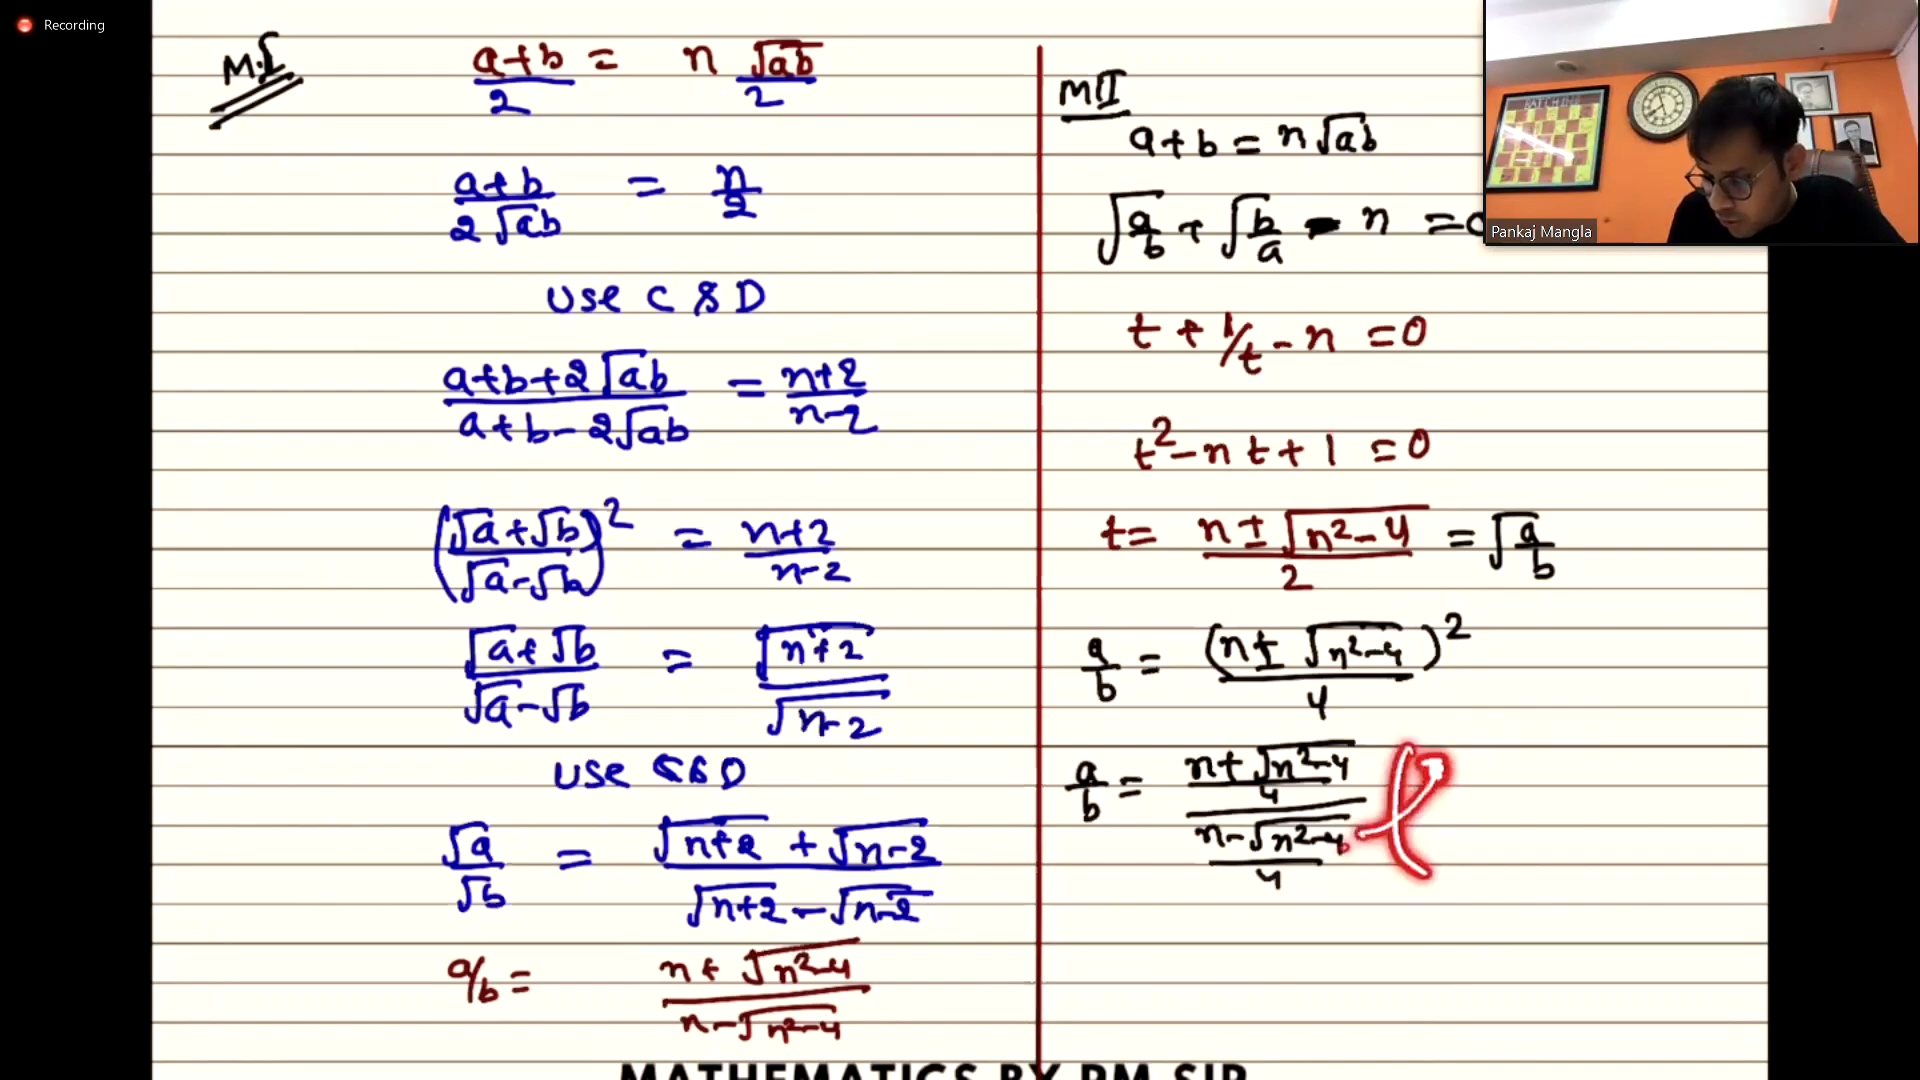 Recording
M.I
a+b/2 = n √ab/2
a+b/2√ab = n/2
use C & D
a+b+2√ab/a+b-2√ab = n+2/n-2
(√a+√b/√a-√b)² = n+2/n-2
√a+√b/√a-√b = √n+2/√n-2
use C & D
√a/√b = √n+2 + √n-2/√n+2 - √n-2
a/b = n+√n²-4/n-√n²-4
MII
a+b = n√ab
√a/b + √b/a - n = 0
t + 1/t - n = 0
t² - nt + 1 = 0
t = n ± √n²-4/2 = √a/b
a/b = (n ± √n²-4)²/4
a/b = n+√n²-4/4/n-√n²-4/4
Pankaj Mangla
MATHEMATICS BY PM SIR